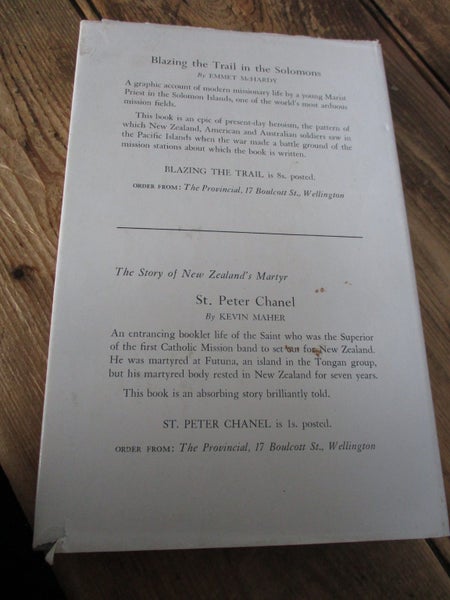 Blazing the Trail in the Solomons
By EMMET McHARDY
A graphic account of modern missionary life by a young Marist
Priest in the Solomon Islands, one of the world's most arduous
mission fields.
This book is an epic of present-day heroism, the pattern of
which New Zealand, American and Australian soldiers saw in
the Pacific Islands when the war made a battle ground of the
mission stations about which the book is written.
BLAZING THE TRAIL is 8s. posted.
ORDER FROM: The Provincial, 17 Boulcott St., Wellington
The Story of New Zealand's Martyr
St. Peter Chanel
By KEVIN MAHER
An entrancing booklet life of the Saint who was the Superior
of the first Catholic Mission band to set out for New Zealand.
He was martyred at Futuna, an island in the Tongan group,
but his martyred body rested in New Zealand for seven years.
This book is an absorbing story brilliantly told.
ST. PETER CHANEL is 1s. posted.
ORDER FROM: The Provincial, 17 Boulcott St., Wellington